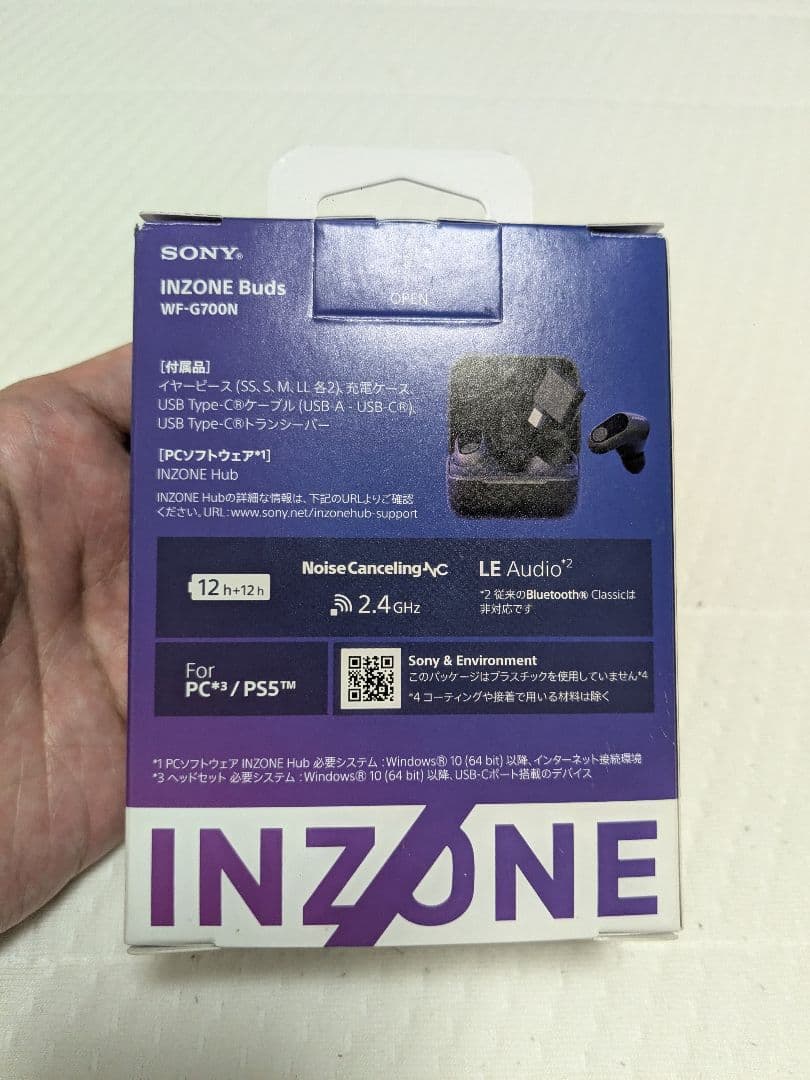 SONY®
OPEN
INZONE Buds
WF-G700N
[付属品]
イヤーピース (SS、S、M、LL 各2)、充電ケース、
USB Type-C®ケーブル (USB-A - USB-C®)、
USB Type-C®トランシーバー
[PCソフトウェア*1]
INZONE Hub
INZONE Hubの詳細な情報は、下記のURLよりご確認
ください。URL:www.sony.net/inzonehub-support
12h+12h
Noise Canceling NC
2.4GHz
LE Audio*2
*2 従来のBluetooth® Classicは
非対応です
For
PC*3 / PS5™
Sony & Environment
このパッケージはプラスチックを使用していません*4
*4 コーティングや接着で用いる材料は除く
*1 PCソフトウェア INZONE Hub 必要システム : Windows® 10 (64 bit) 以降、インターネット接続環境
*3 ヘッドセット 必要システム : Windows® 10 (64 bit) 以降、USB-Cポート搭載のデバイス
INZONE